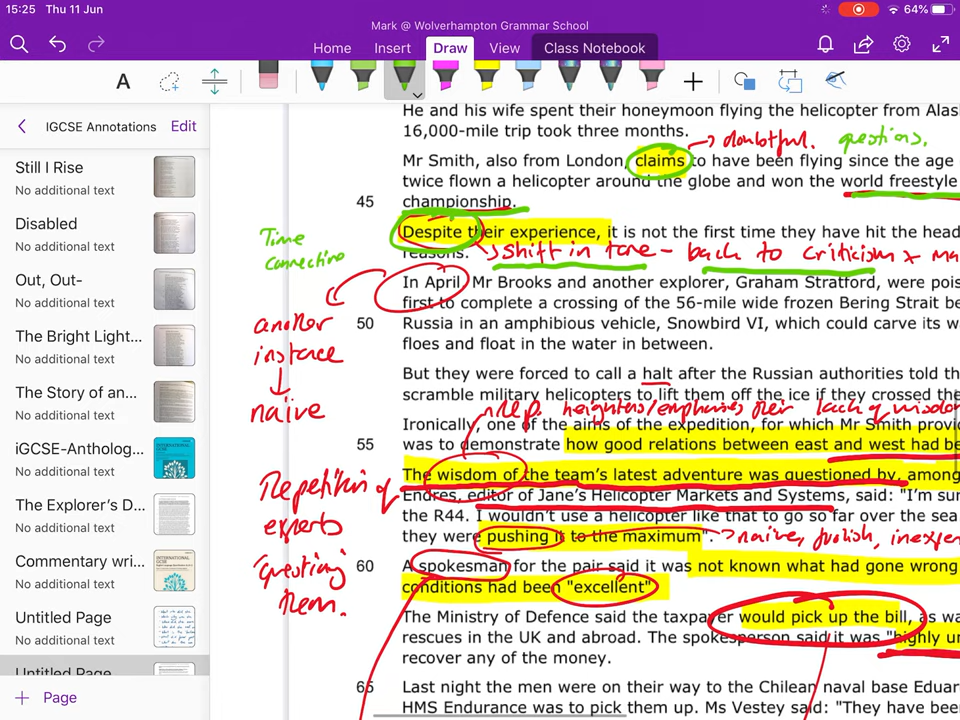 15:25 Thu 11 Jun
64%
Mark @ Wolverhampton Grammar School
Home Insert Draw View Class Notebook
A
IGCSE Annotations Edit
Still I Rise
No additional text
Disabled
No additional text
Out, Out-
No additional text
The Bright Light...
No additional text
The Story of an...
No additional text
iGCSE-Antholog...
No additional text
The Explorer's D...
No additional text
Commentary wri...
No additional text
Untitled Page
No additional text
Untitled Page
+ Page
He and his wife spent their honeymoon flying the helicopter from Alas
16,000-mile trip took three months.
doubtful. questions.
Mr Smith, also from London, claims to have been flying since the age
twice flown a helicopter around the globe and won the world freestyle
45 championship.
Despite their experience, it is not the first time they have hit the head
reasons. shift in tone - back to criticism +
Time
connective
In April, Mr Brooks and another explorer, Graham Stratford, were pois
first to complete a crossing of the 56-mile wide frozen Bering Strait be
50 Russia in an amphibious vehicle, Snowbird VI, which could carve its wa
floes and float in the water in between.
another
instance
naive
But they were forced to call a halt after the Russian authorities told th
scramble military helicopters to lift them off the ice if they crossed the
rep. heightens/emphasises their lack of wisdom
Ironically, one of the aims of the expedition, for which Mr Smith provi
55 was to demonstrate how good relations between east and west had be
The wisdom of the team's latest adventure was questioned by, among
Endres, editor of Jane's Helicopter Markets and Systems, said: "I'm sur
the R44. I wouldn't use a helicopter like that to go so far over the sea
they were pushing it to the maximum". naive, foolish, inexper
Repetition of
experts
questing
them.
60 A spokesman for the pair said it was not known what had gone wrong
conditions had been "excellent"
The Ministry of Defence said the taxpayer would pick up the bill, as wa
rescues in the UK and abroad. The spokesperson said it was "highly un
recover any of the money.
65 Last night the men were on their way to the Chilean naval base Eduar
HMS Endurance was to pick them up. Ms Vestey said: "They have been